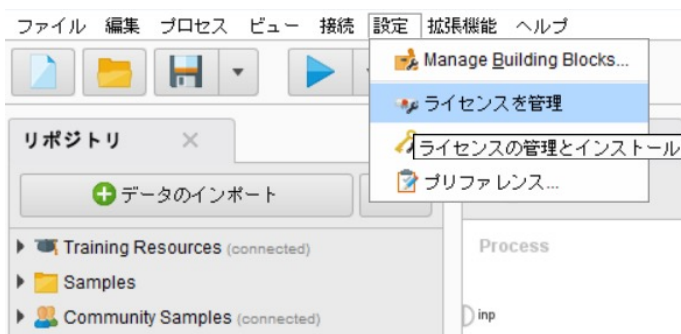 ファイル 編集 プロセス ビュー 接続 設定 拡張機能 ヘルプ
Manage Building Blocks...
ライセンスを管理
ライセンスの管理とインストール
プリファレンス...
リポジトリ
データのインポート
Training Resources (connected)
Samples
Community Samples (connected)
Process
inp